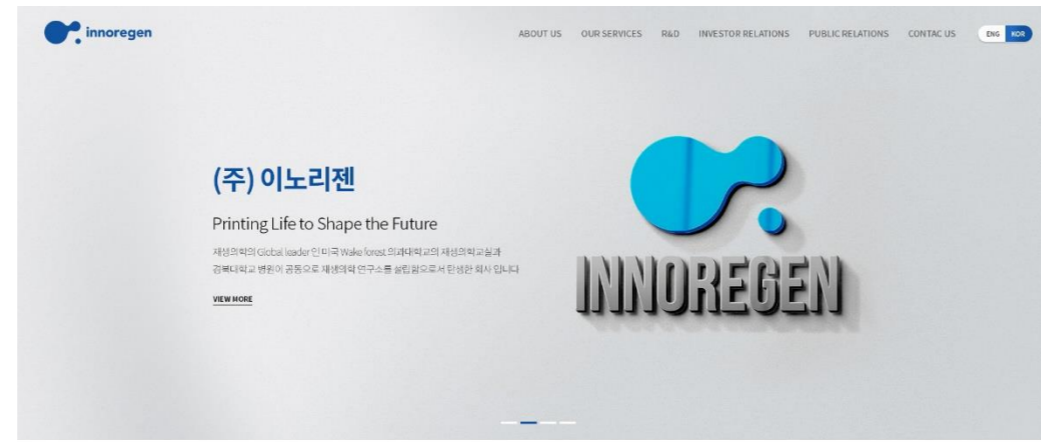 innoregen
ABOUT US OUR SERVICES R&D INVESTOR RELATIONS PUBLIC RELATIONS CONTAC US ENG KOR
(주) 이노리젠
Printing Life to Shape the Future
재생의학의 Global leader 인 미국 Wake forest 의과대학교의 재생의학교실과
경북대학교 병원이 공동으로 재생의학 연구소를 설립함으로서 탄생한 회사 입니다
VIEW MORE
INNOREGEN